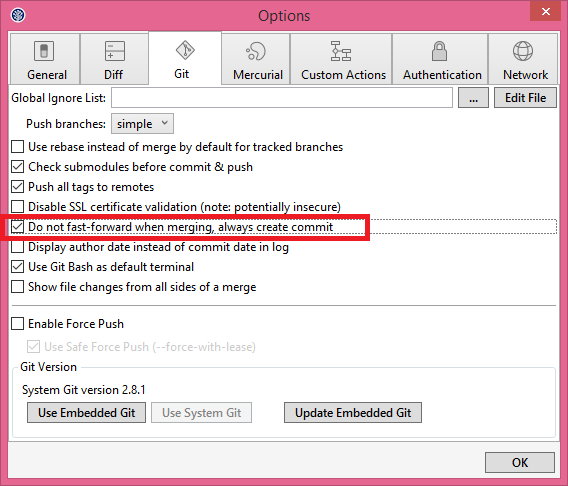 Options
General
Diff
Git
Mercurial
Custom Actions
Authentication
Network
Global Ignore List:
...
Edit File
Push branches: simple
Use rebase instead of merge by default for tracked branches
Check submodules before commit & push
Push all tags to remotes
Disable SSL certificate validation (note: potentially insecure)
Do not fast-forward when merging, always create commit
Display author date instead of commit date in log
Use Git Bash as default terminal
Show file changes from all sides of a merge
Enable Force Push
Use Safe Force Push (--force-with-lease)
Git Version
System Git version 2.8.1
Use Embedded Git
Use System Git
Update Embedded Git
OK